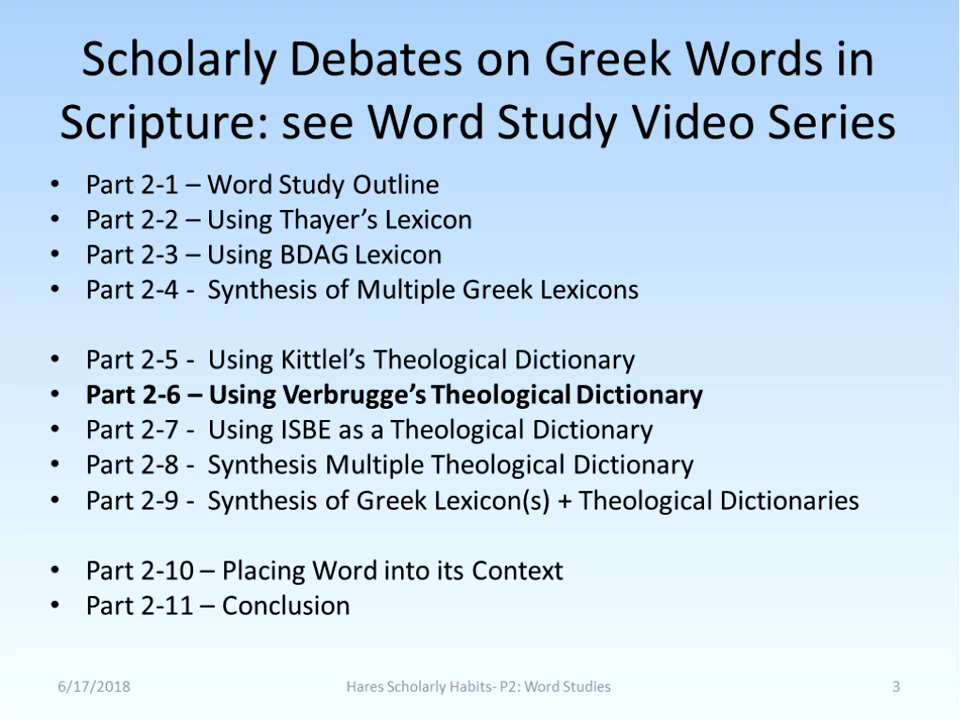 Scholarly Debates on Greek Words in
Scripture: see Word Study Video Series
• Part 2-1 – Word Study Outline
• Part 2-2 – Using Thayer’s Lexicon
• Part 2-3 – Using BDAG Lexicon
• Part 2-4 - Synthesis of Multiple Greek Lexicons
• Part 2-5 - Using Kittlel’s Theological Dictionary
• Part 2-6 – Using Verbrugge’s Theological Dictionary
• Part 2-7 - Using ISBE as a Theological Dictionary
• Part 2-8 - Synthesis Multiple Theological Dictionary
• Part 2-9 - Synthesis of Greek Lexicon(s) + Theological Dictionaries
• Part 2-10 – Placing Word into its Context
• Part 2-11 – Conclusion
6/17/2018 Hares Scholarly Habits- P2: Word Studies 3